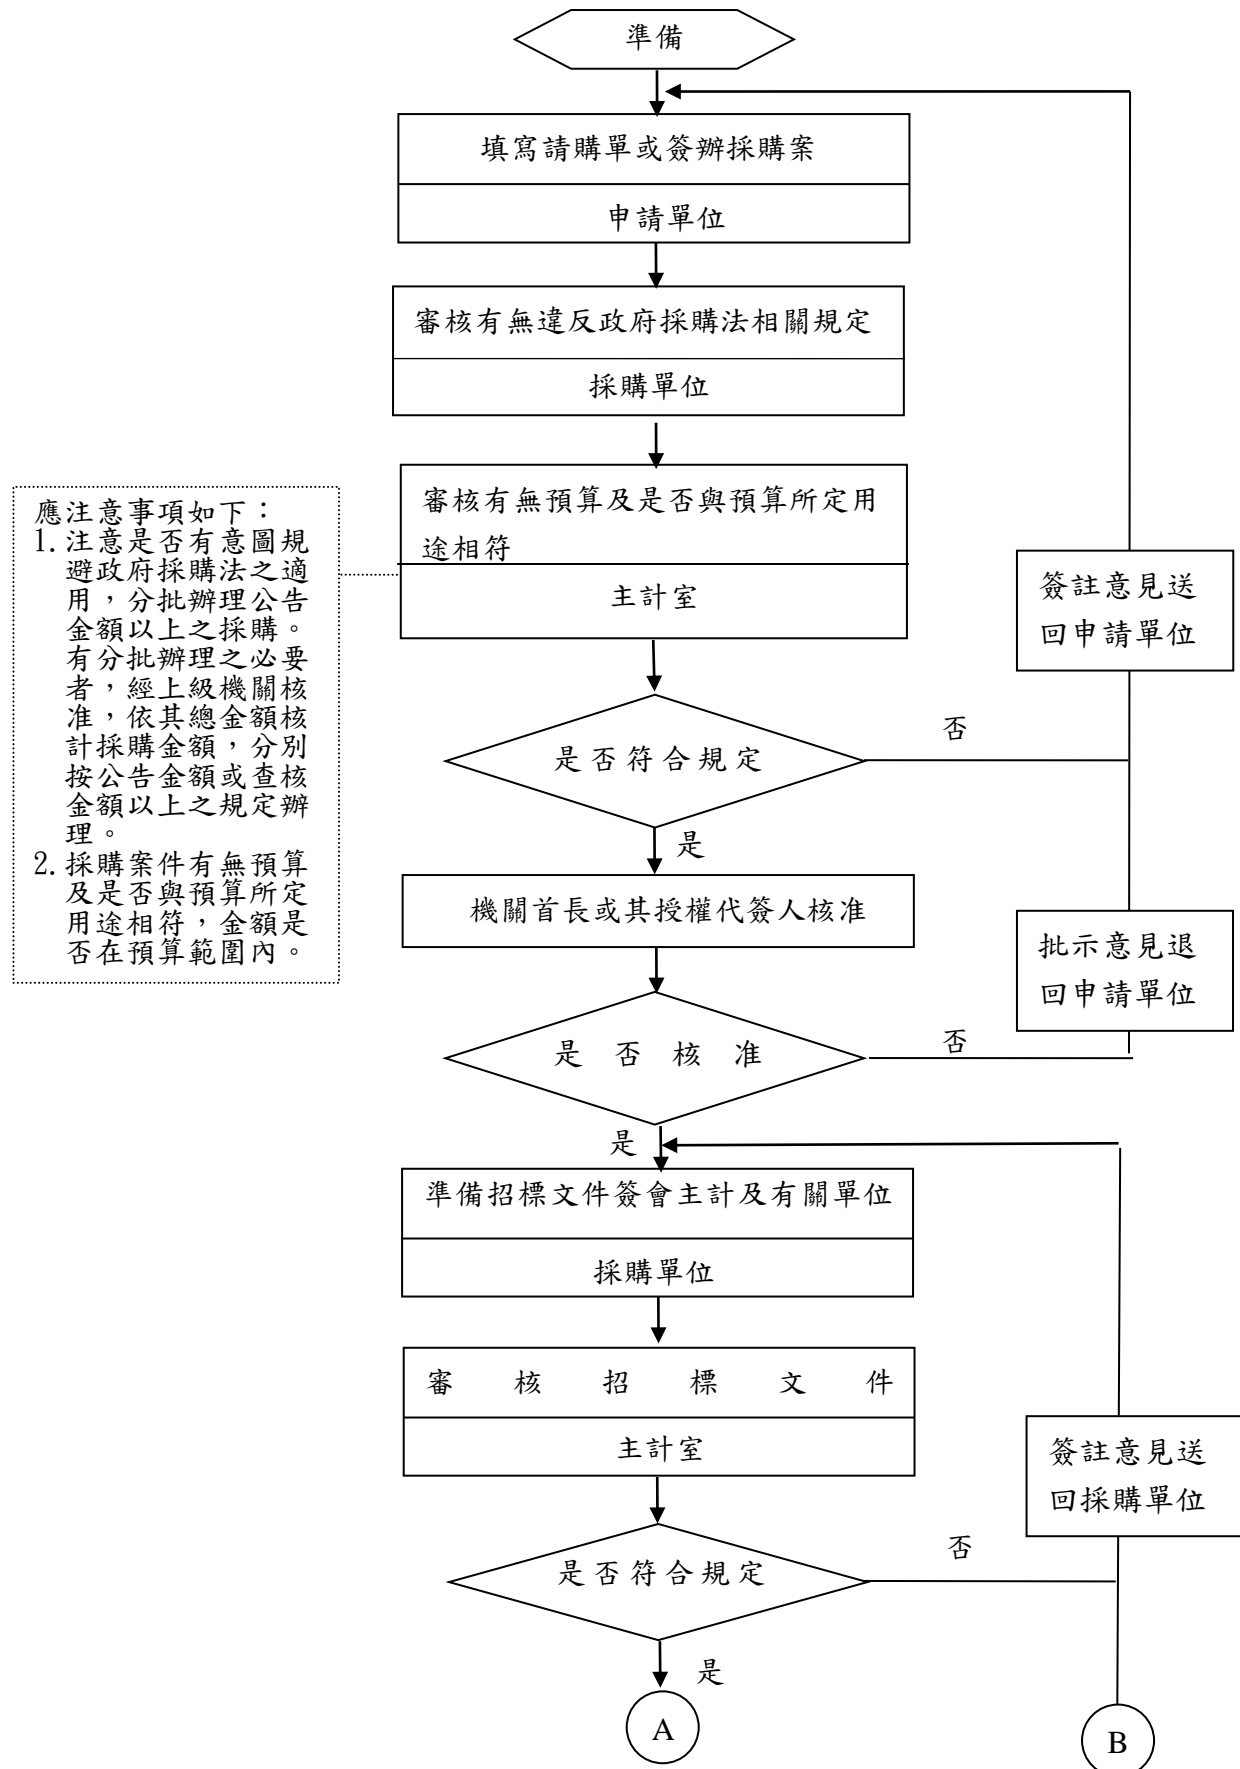 準備
填寫請購單或簽辦採購案
申請單位
審核有無違反政府採購法相關規定
採購單位
審核有無預算及是否與預算所定用
途相符
主計室
應注意事項如下：
1.注意是否有意圖規
避政府採購法之適
用，分批辦理公告
金額以上之採購。
有分批辦理之必要
者，經上級機關核
准，依其總金額核
計採購金額，分別
按公告金額或查核
金額以上之規定辦
理。
2.採購案件有無預算
及是否與預算所定
用途相符，金額是
否在預算範圍內。
簽註意見送
回申請單位
是否符合規定
否
是
機關首長或其授權代簽人核准
批示意見退
回申請單位
是否核准
否
是
準備招標文件簽會主計及有關單位
採購單位
審核招標文件
主計室
簽註意見送
回採購單位
是否符合規定
否
是
A
B